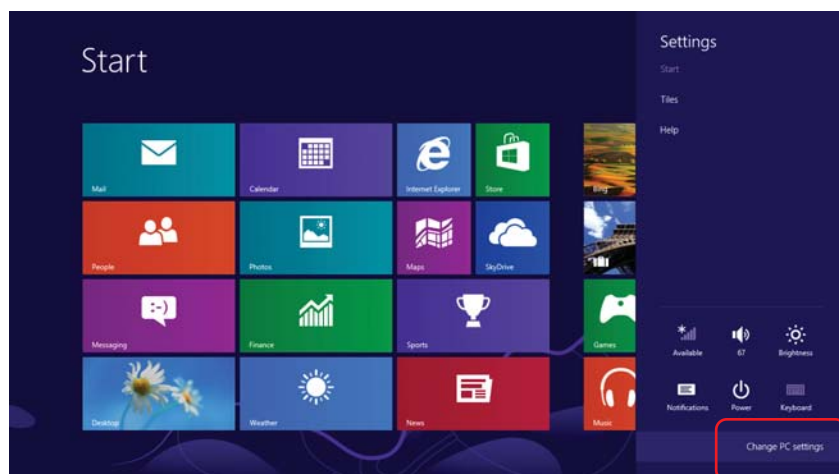 Start
Mail
Calendar
Internet Explorer
Store
Bing
People
Photos
Maps
SkyDrive
Messaging
Finance
Sports
Games
Desktop
Weather
News
Music
Settings
Start
Tiles
Help
Available
67
Brightness
Notifications
Power
Keyboard
Change PC settings